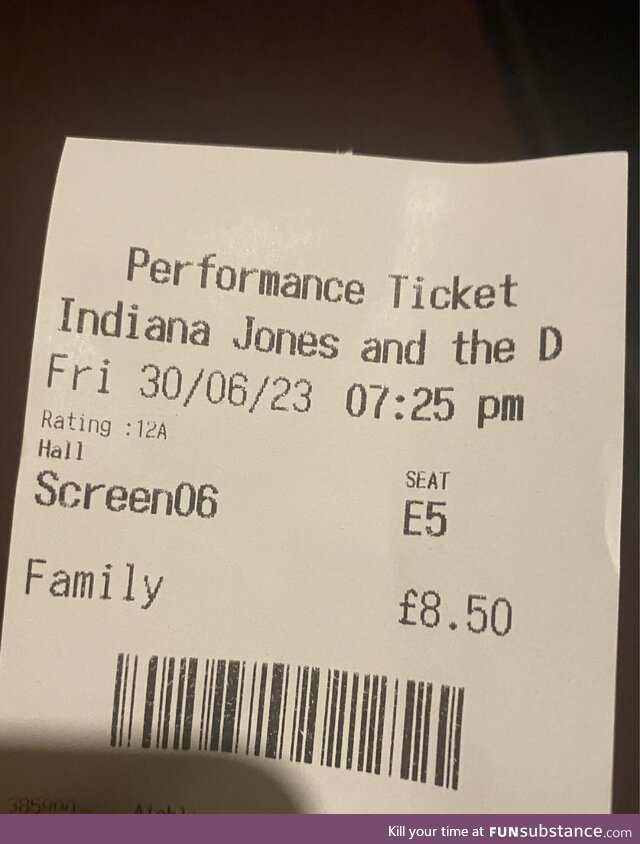 Performance Ticket
Indiana Jones and the D
Fri 30/06/23 07:25 pm
Rating :12A
Hall
SEAT
Screen06
E5
Family
£8.50
Kill your time at FUNsubstance.com